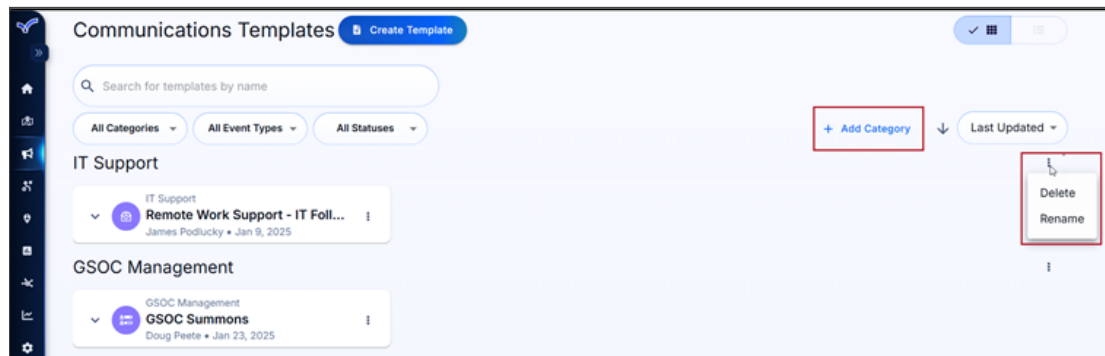 Communications Templates
Create Template
Search for templates by name
All Categories
All Event Types
All Statuses
+ Add Category
Last Updated
IT Support
Delete
Rename
IT Support
Remote Work Support - IT Foll...
James Podlucky • Jan 9, 2025
GSOC Management
GSOC Management
GSOC Summons
Doug Peete • Jan 23, 2025